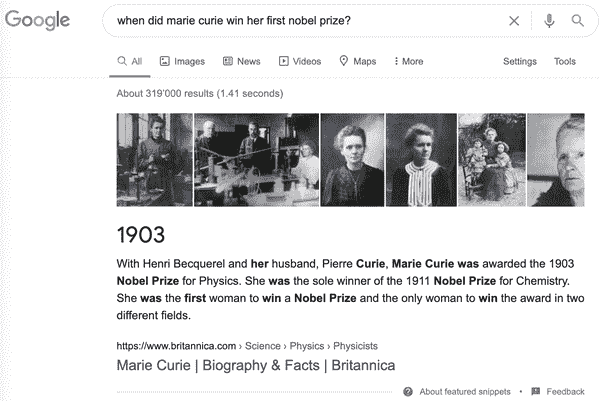 Google
when did marie curie win her first nobel prize?
All Images News Videos Maps More Settings Tools
About 319'000 results (1.41 seconds)
1903
With Henri Becquerel and her husband, Pierre Curie, Marie Curie was awarded the 1903
Nobel Prize for Physics. She was the sole winner of the 1911 Nobel Prize for Chemistry.
She was the first woman to win a Nobel Prize and the only woman to win the award in two
different fields.
https://www.britannica.com › Science › Physics › Physicists
Marie Curie | Biography & Facts | Britannica
About featured snippets • Feedback